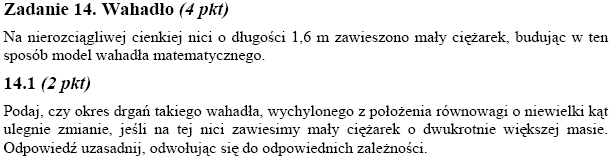 Zadanie 14. Wahadło (4 pkt)
Na nierozciągliwej cienkiej nici o długości 1,6 m zawieszono mały ciężarek, budując w ten
sposób model wahadła matematycznego.
14.1 (2 pkt)
Podaj, czy okres drgań takiego wahadła, wychylonego z położenia równowagi o niewielki kąt
ulegnie zmianie, jeśli na tej nici zawiesimy mały ciężarek o dwukrotnie większej masie.
Odpowiedź uzasadnij, odwołując się do odpowiednich zależności.